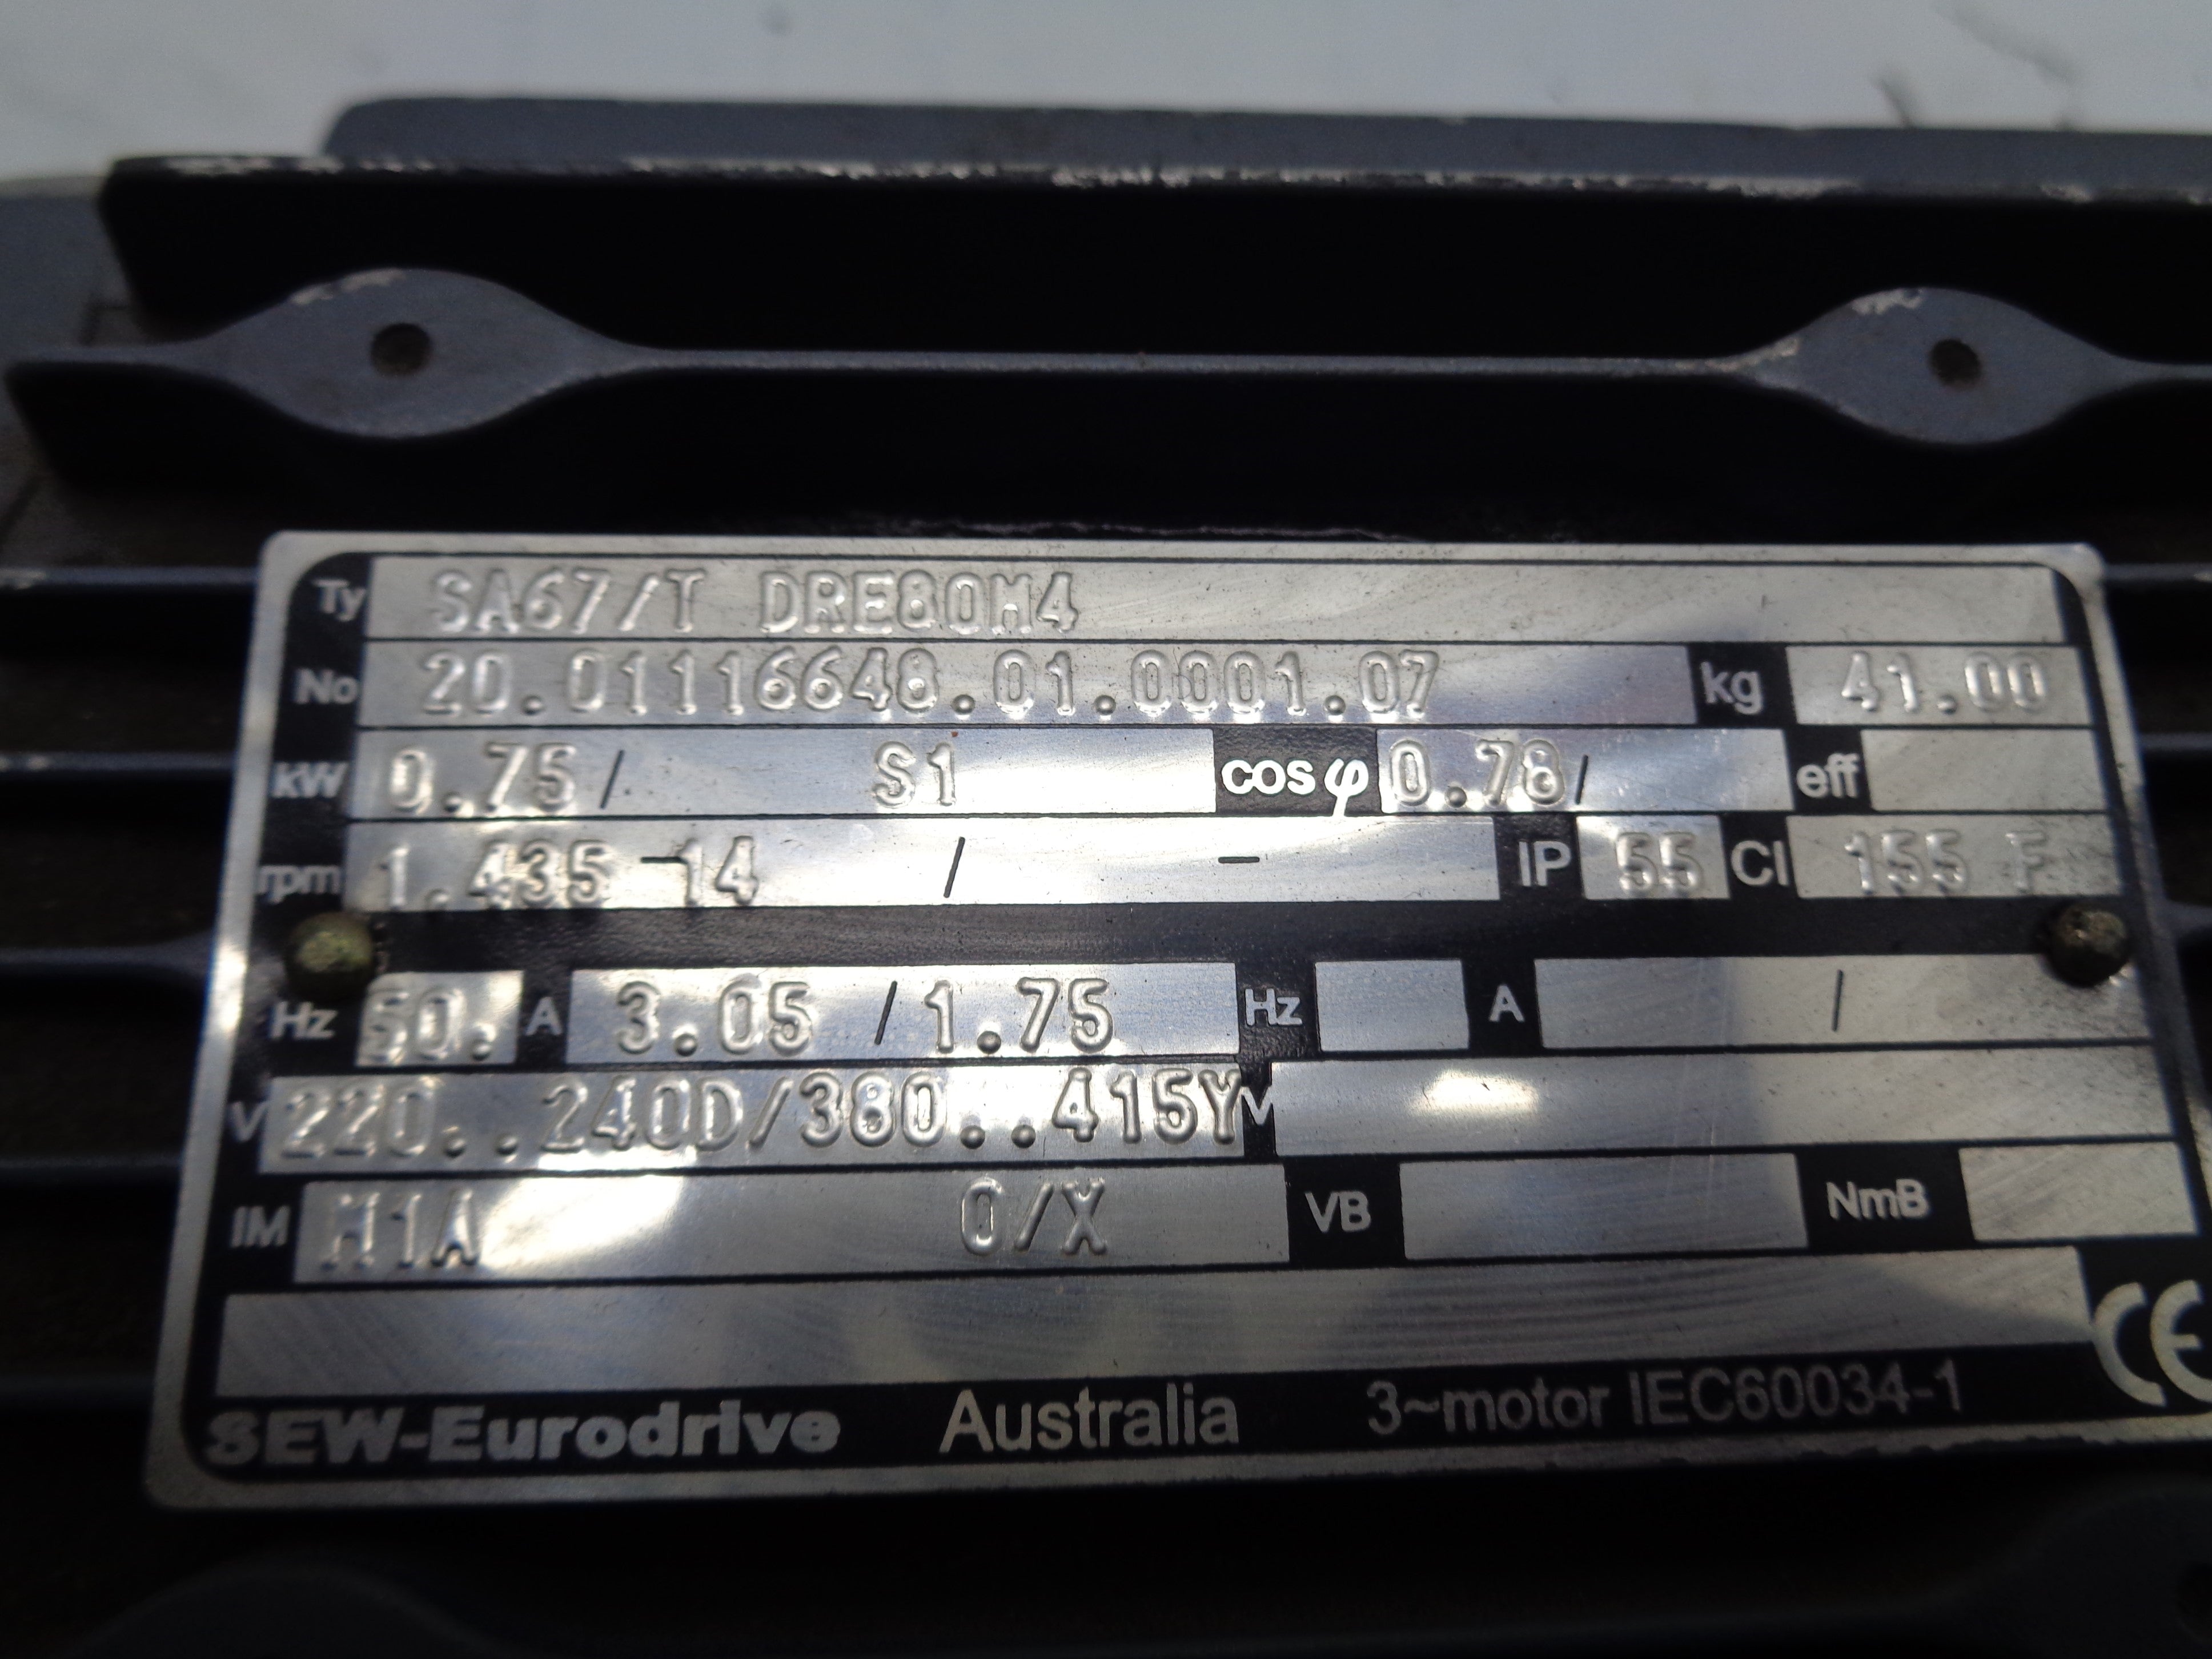 Ty SA67/T DRE80M4
No 20.01116648.01.0001.07 kg 41.00
kW 0.75 / S1 cos φ 0.78 / eff
rpm 1.435 - 14 / - IP 55 Cl 155 F
Hz 50. A 3.05 / 1.75 Hz A /
V 220..240D/380..415Y V
IM M1A 0/X VB NmB
CE
SEW-Eurodrive Australia 3~motor IEC60034-1